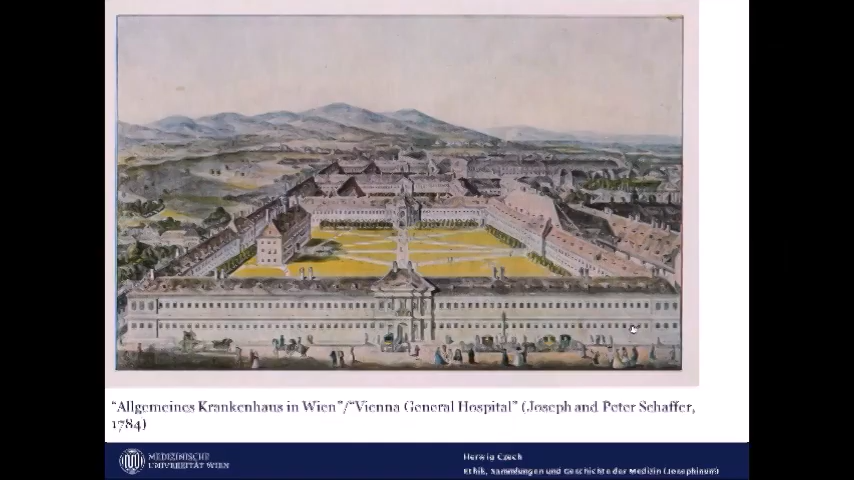 “Allgemeines Krankenhaus in Wien”/“Vienna General Hospital” (Joseph and Peter Schaffer,
1784)
MEDIZINISCHE
UNIVERSITÄT WIEN
Herwig Czech
Ethik, Sammlungen und Geschichte der Medizin (Josephinum)